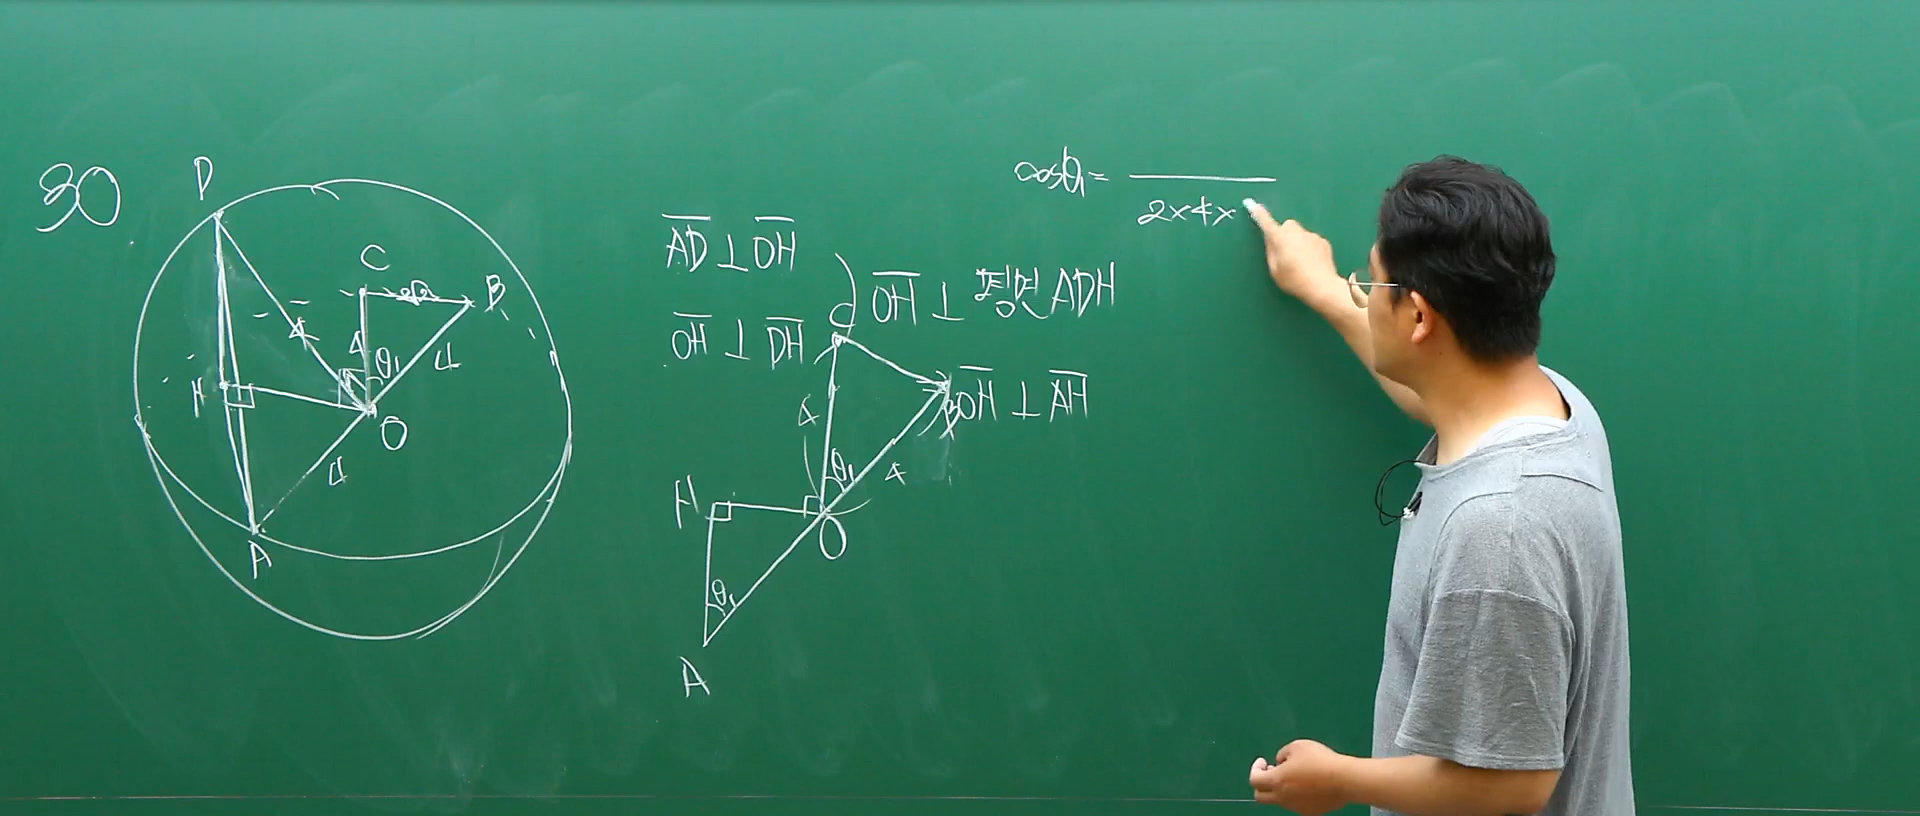 30
D
C
B
4
4
θ₁
4
H
O
A
AD ⊥ OH
OH ⊥ DH
OH ⊥ 평면 ADH
OH ⊥ AH
C
B
4
θ₁
4
H
O
θ₁
A
cosθ₁ =
2×4×